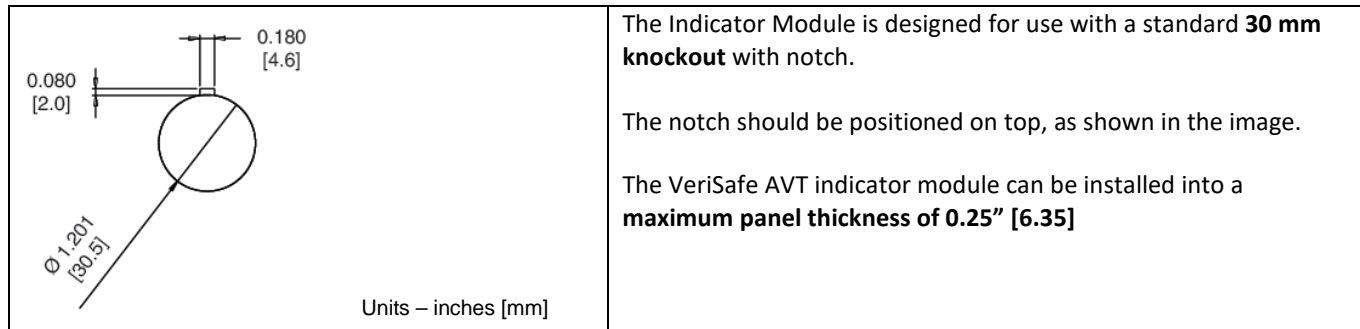 0.180
[4.6]
0.080
[2.0]
Ø 1.201
[30.5]
Units – inches [mm]
The Indicator Module is designed for use with a standard 30 mm
knockout with notch.
The notch should be positioned on top, as shown in the image.
The VeriSafe AVT indicator module can be installed into a
maximum panel thickness of 0.25” [6.35]